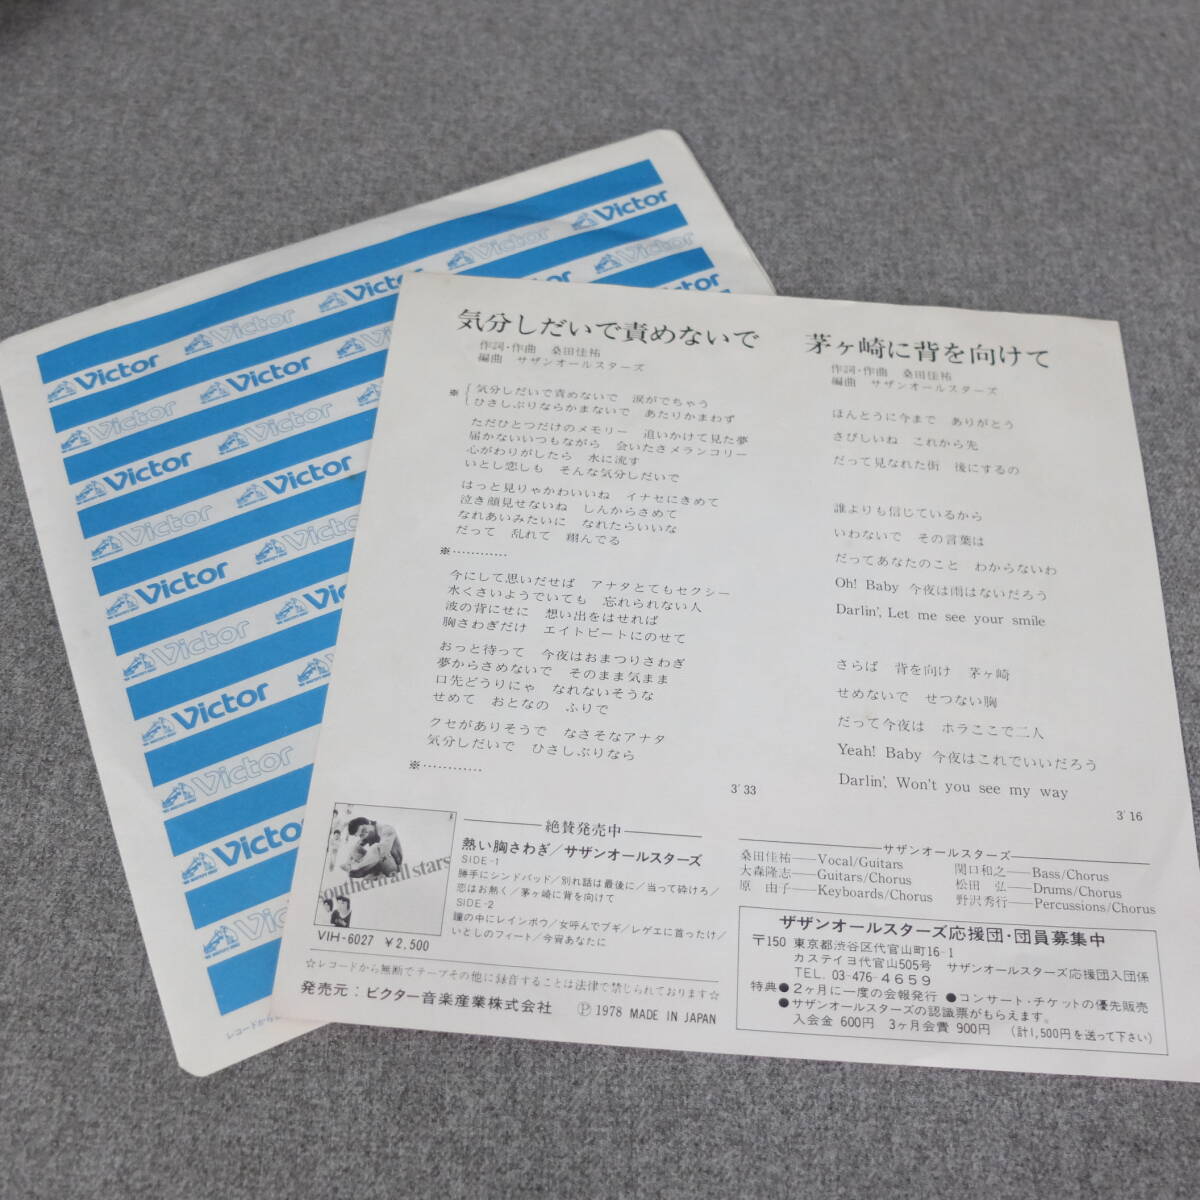 Victor Victor Victor Victor
Victor Victor
Victor Victor
Victor Victor
Victor
Victor
Victor
Victor
Victor
Victor
Victor
気分しだいで責めないで
作詞・作曲 桑田佳祐
編曲 サザンオールスターズ
※
気分しだいで責めないで 涙がでちゃう
ひさしぶりならかまないで あたりかまわず
ただひとつだけのメモリー 追いかけて見た夢
届かないいつもながら 会いたさメランコリー
心がわりがしたら 水に流す
いとし恋しも そんな気分しだいで
はっと見りゃかわいいね イナセにきめて
泣き顔見せないね しんからさめて
なれあいみたいに なれたらいいな
だって 乱れて 翔んでる
※…………
今にして思いだせば アナタとてもセクシー
水くさいようでいても 忘れられない人
波の背にせに 想い出をはせれば
胸さわぎだけ エイトビートにのせて
おっと待って 今夜はおまつりさわぎ
夢からさめないで そのまま気まま
口先どうりにゃ なれないそうな
せめて おとなの ふりで
クセがありそうで なさそなアナタ
気分しだいで ひさしぶりなら
※…………
3′33
茅ヶ崎に背を向けて
作詞・作曲 桑田佳祐
編曲 サザンオールスターズ
ほんとうに今まで ありがとう
さびしいね これから先
だって見なれた街 後にするの
誰よりも信じているから
いわないで その言葉は
だってあなたのこと わからないわ
Oh! Baby 今夜は雨はないだろう
Darlin', Let me see your smile
さらば 背を向け 茅ヶ崎
せめないで せつない胸
だって今夜は ホラここで二人
Yeah! Baby 今夜はこれでいいだろう
Darlin', Won't you see my way
3′16
southern all stars
VIH-6027 ¥2,500
絶賛発売中
熱い胸さわぎ/サザンオールスターズ
SIDE-1
勝手にシンドバッド/別れ話は最後に/当って砕けろ/
恋はお熱く/茅ヶ崎に背を向けて
SIDE-2
瞳の中にレインボウ/女呼んでブギ/レゲエに首ったけ/
いとしのフィート/今宵あなたに
☆レコードから無断でテープその他に録音することは法律で禁じられております☆
発売元:ビクター音楽産業株式会社 Ⓟ1978 MADE IN JAPAN
サザンオールスターズ
桑田佳祐——Vocal/Guitars
大森隆志——Guitars/Chorus
原 由子——Keyboards/Chorus
関口和之——Bass/Chorus
松田 弘——Drums/Chorus
野沢秀行——Percussions/Chorus
サザンオールスターズ応援団・団員募集中
〒150 東京都渋谷区代官山町16-1
カステイヨ代官山505号 サザンオールスターズ応援団入団係
TEL. 03-476-4659
特典●2ヶ月に一度の会報発行 ●コンサート・チケットの優先販売
●サザンオールスターズの認識票がもらえます。
入会金 600円 3ヶ月会費 900円 (計1,500円を送って下さい)
レコードから